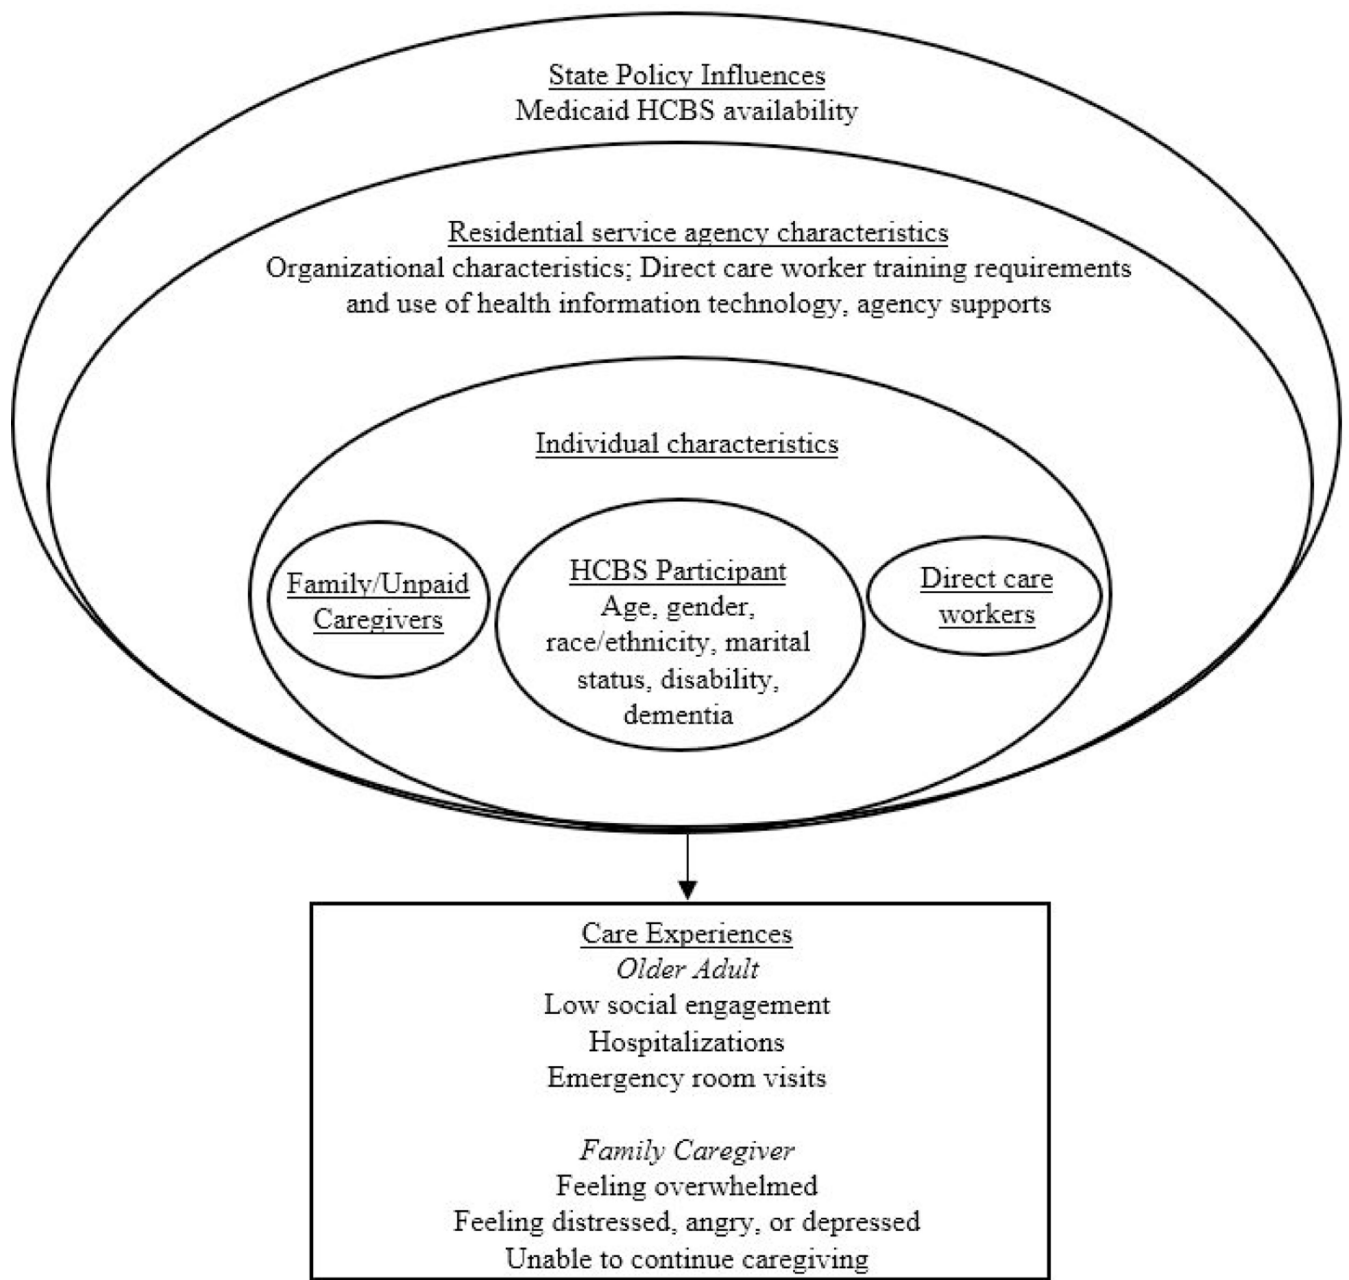 State Policy Influences
Medicaid HCBS availability
Residential service agency characteristics
Organizational characteristics; Direct care worker training requirements
and use of health information technology, agency supports
Individual characteristics
Family/Unpaid
Caregivers
HCBS Participant
Age, gender,
race/ethnicity, marital
status, disability,
dementia
Direct care
workers
Care Experiences
Older Adult
Low social engagement
Hospitalizations
Emergency room visits
Family Caregiver
Feeling overwhelmed
Feeling distressed, angry, or depressed
Unable to continue caregiving